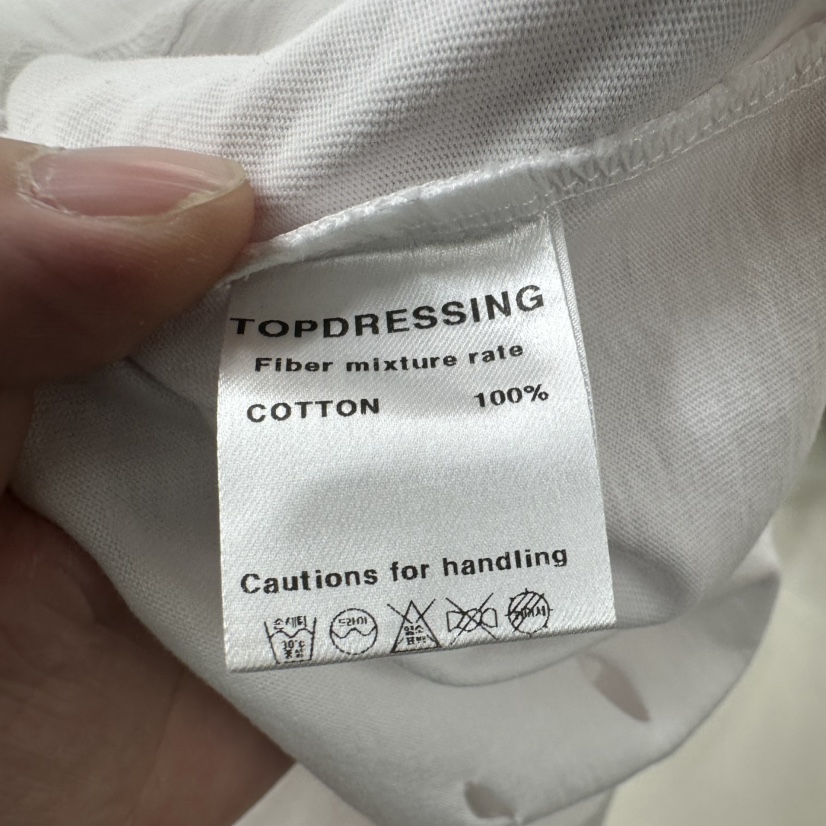 TOPDRESSING
Fiber mixture rate
COTTON 100%
Cautions for handling